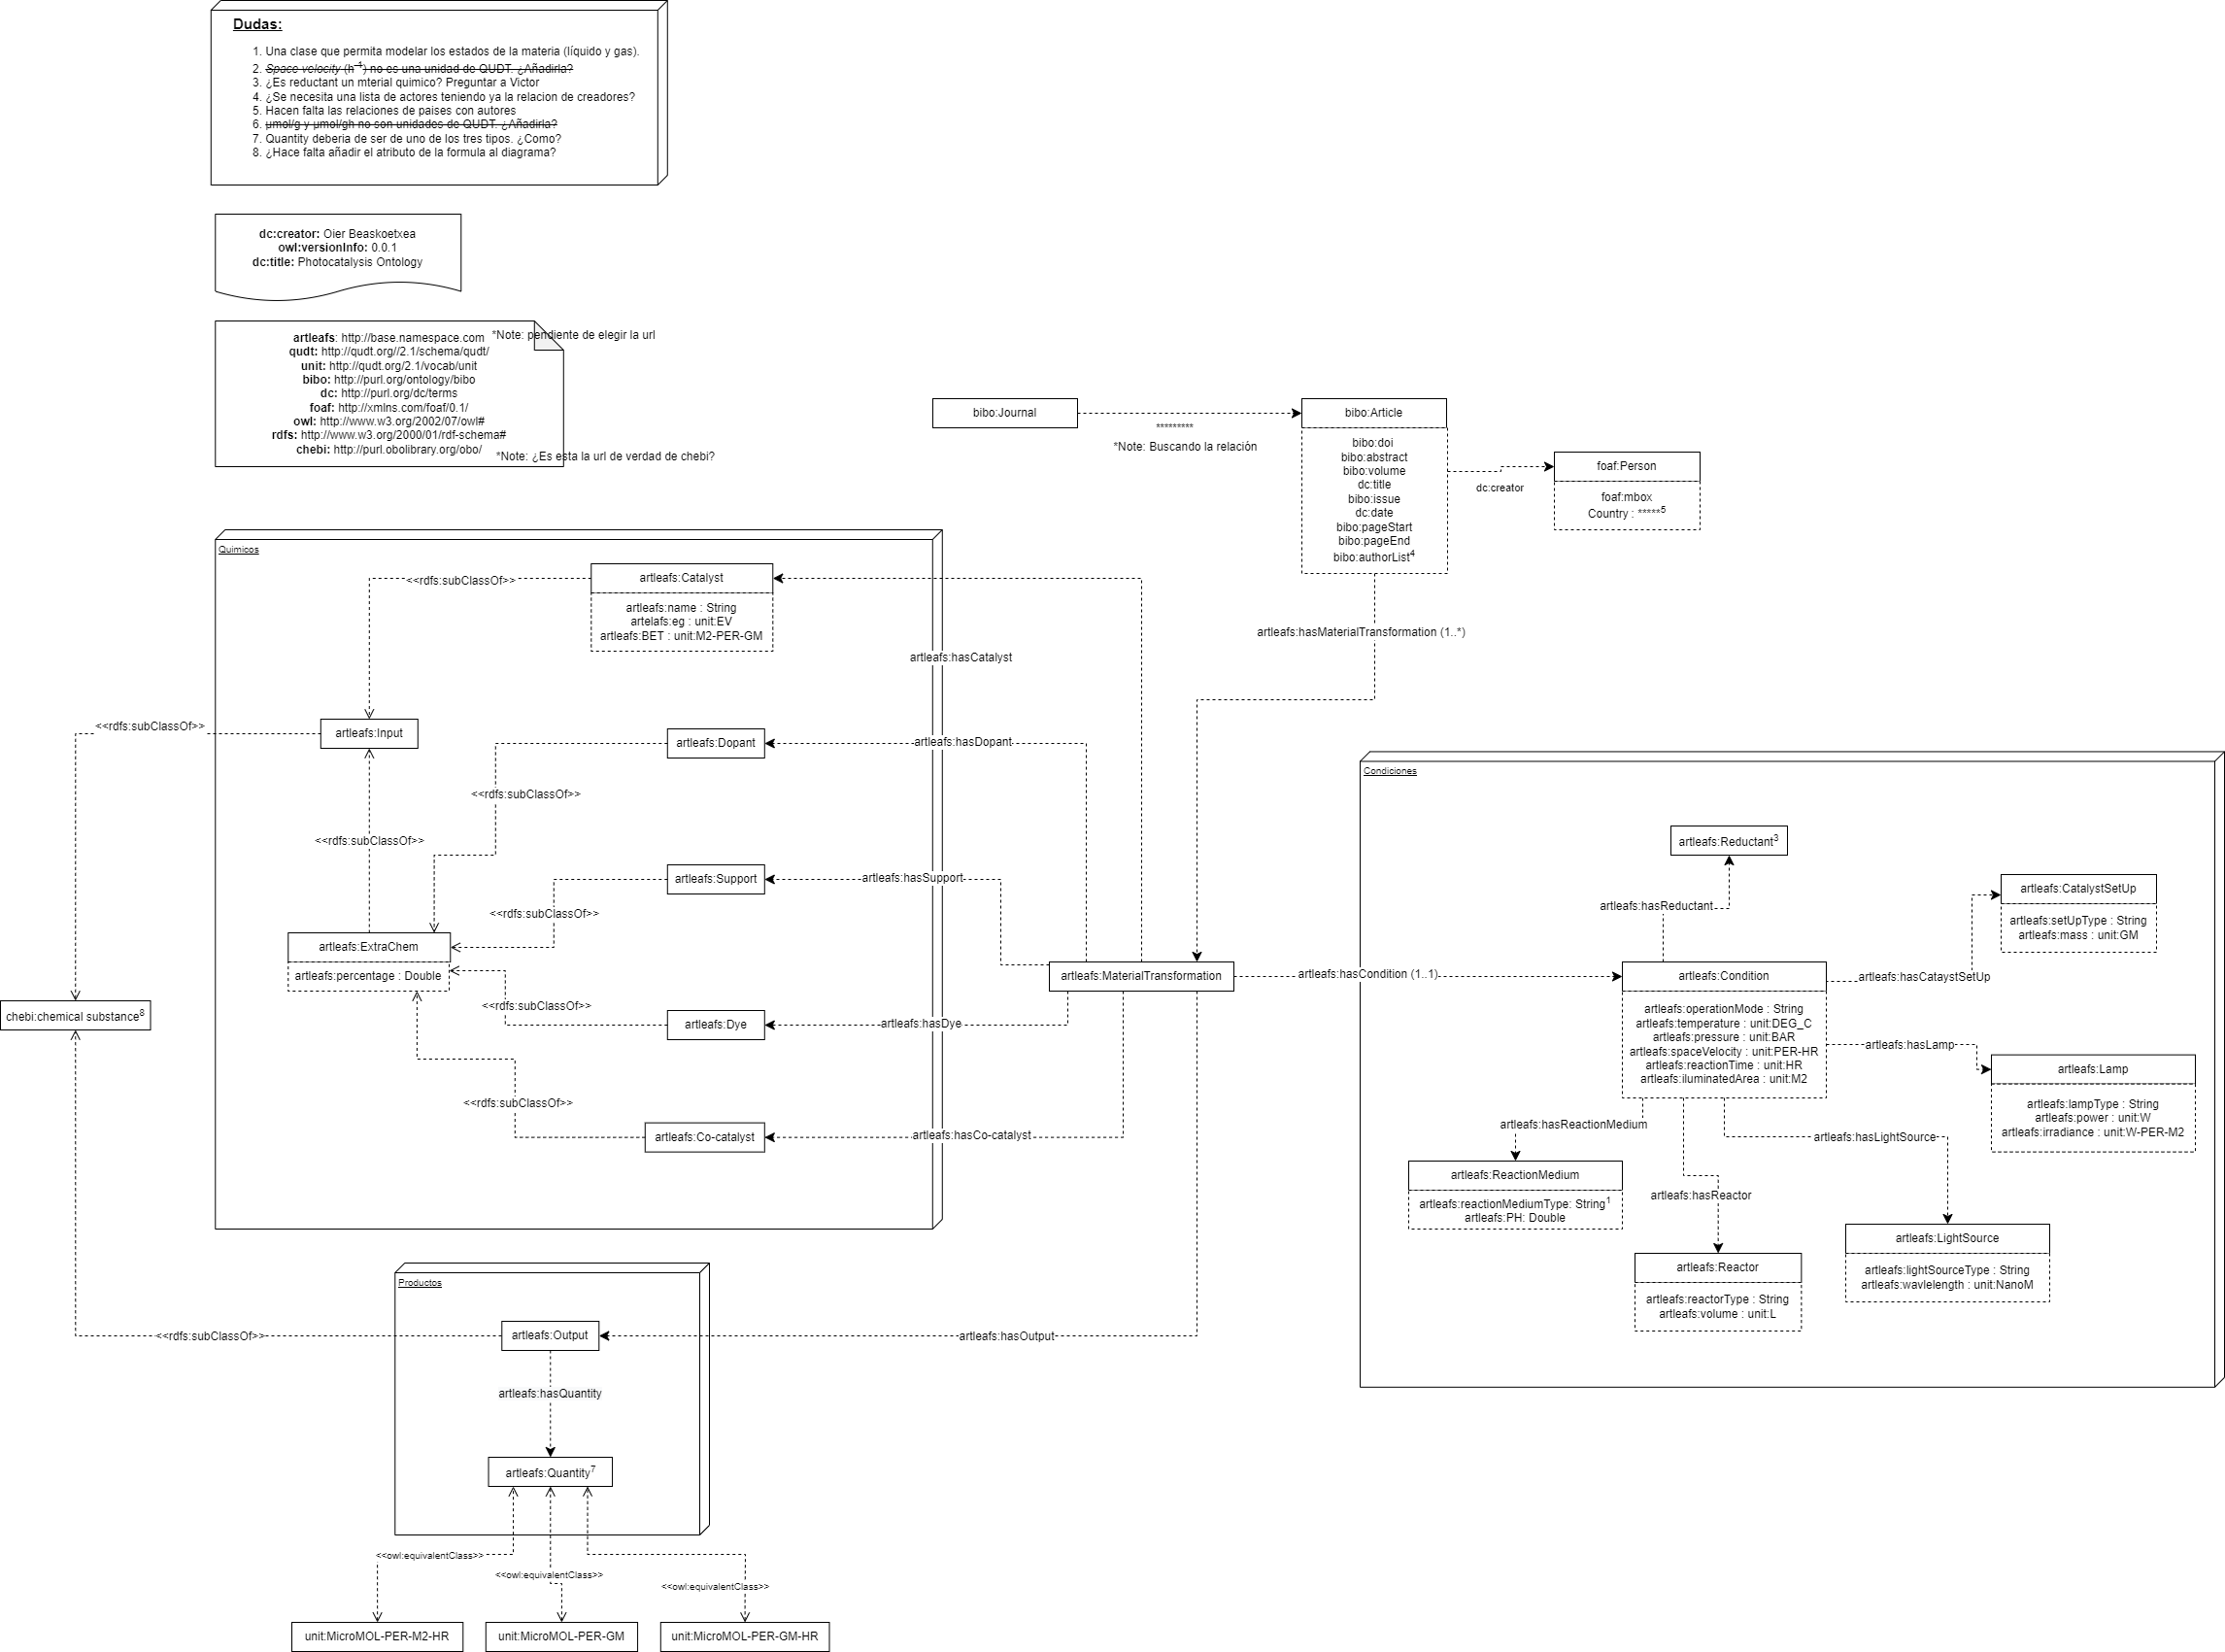 Dudas:
1. Una clase que permita modelar los estados de la materia (líquido y gas).
2. Space velocity (h-1) no es una unidad de QUDT. ¿Añadirla?
3. ¿Es reductant un mterial quimico? Preguntar a Victor
4. ¿Se necesita una lista de actores teniendo ya la relacion de creadores?
5. Hacen falta las relaciones de paises con autores
6. µmol/g y µmol/gh no son unidades de QUDT. ¿Añadirla?
7. Quantity deberia de ser de uno de los tres tipos. ¿Como?
8. ¿Hace falta añadir el atributo de la formula al diagrama?
dc:creator: Oier Beaskoetxea
owl:versionInfo: 0.0.1
dc:title: Photocatalysis Ontology
artleafs: http://base.namespace.com
*Note: pendiente de elegir la url
qudt: http://qudt.org//2.1/schema/qudt/
unit: http://qudt.org/2.1/vocab/unit
bibo: http://purl.org/ontology/bibo
dc: http://purl.org/dc/terms
foaf: http://xmlns.com/foaf/0.1/
owl: http://www.w3.org/2002/07/owl#
rdfs: http://www.w3.org/2000/01/rdf-schema#
chebi: http://purl.obolibrary.org/obo/
*Note: ¿Es esta la url de verdad de chebi?
bibo:Journal
*********
*Note: Buscando la relación
bibo:Article
bibo:doi
bibo:abstract
bibo:volume
dc:title
bibo:issue
dc:date
bibo:pageStart
bibo:pageEnd
bibo:authorList4
dc:creator
foaf:Person
foaf:mbox
Country : *****5
artleafs:hasMaterialTransformation (1..*)
Quimicos
<<rdfs:subClassOf>>
artleafs:Catalyst
artleafs:name : String
artelafs:eg : unit:EV
artleafs:BET : unit:M2-PER-GM
artleafs:hasCatalyst
<<rdfs:subClassOf>>
artleafs:Input
artleafs:Dopant
artleafs:hasDopant
<<rdfs:subClassOf>>
<<rdfs:subClassOf>>
artleafs:Support
artleafs:hasSupport
<<rdfs:subClassOf>>
artleafs:ExtraChem
artleafs:percentage : Double
<<rdfs:subClassOf>>
artleafs:Dye
artleafs:hasDye
chebi:chemical substance8
<<rdfs:subClassOf>>
artleafs:Co-catalyst
artleafs:hasCo-catalyst
artleafs:MaterialTransformation
artleafs:hasCondition (1..1)
Condiciones
artleafs:Reductant3
artleafs:hasReductant
artleafs:CatalystSetUp
artleafs:setUpType : String
artleafs:mass : unit:GM
artleafs:hasCataystSetUp
artleafs:Condition
artleafs:operationMode : String
artleafs:temperature : unit:DEG_C
artleafs:pressure : unit:BAR
artleafs:spaceVelocity : unit:PER-HR
artleafs:reactionTime : unit:HR
artleafs:iluminatedArea : unit:M2
artleafs:hasLamp
artleafs:Lamp
artleafs:lampType : String
artleafs:power : unit:W
artleafs:irradiance : unit:W-PER-M2
artleafs:hasReactionMedium
artleafs:hasLightSource
artleafs:ReactionMedium
artleafs:reactionMediumType: String1
artleafs:PH: Double
artleafs:hasReactor
artleafs:LightSource
artleafs:lightSourceType : String
artleafs:wavlelength : unit:NanoM
artleafs:Reactor
artleafs:reactorType : String
artleafs:volume : unit:L
Productos
<<rdfs:subClassOf>>
artleafs:Output
artleafs:hasOutput
artleafs:hasQuantity
artleafs:Quantity7
<<owl:equivalentClass>>
<<owl:equivalentClass>>
<<owl:equivalentClass>>
unit:MicroMOL-PER-M2-HR
unit:MicroMOL-PER-GM
unit:MicroMOL-PER-GM-HR